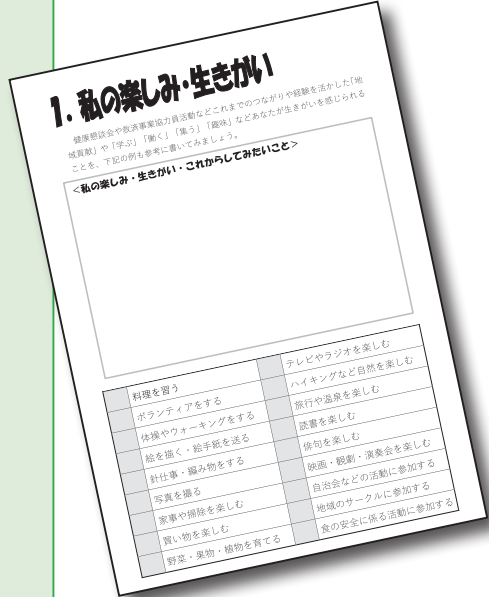 1. 私の楽しみ・生きがい
健康懇談会や救済事業協力員活動などこれまでのつながりや経験を活かした「地
域貢献」や「学ぶ」「働く」「集う」「趣味」などあなたが生きがいを感じられる
ことを、下記の例も参考に書いてみましょう。
＜私の楽しみ・生きがい・これからしてみたいこと＞
料理を習う
ボランティアをする
体操やウォーキングをする
絵を描く・絵手紙を送る
針仕事・編み物をする
写真を撮る
家事や掃除を楽しむ
買い物を楽しむ
野菜・果物・植物を育てる
テレビやラジオを楽しむ
ハイキングなど自然を楽しむ
旅行や温泉を楽しむ
読書を楽しむ
俳句を楽しむ
映画・観劇・演奏会を楽しむ
自治会などの活動に参加する
地域のサークルに参加する
食の安全に係る活動に参加する